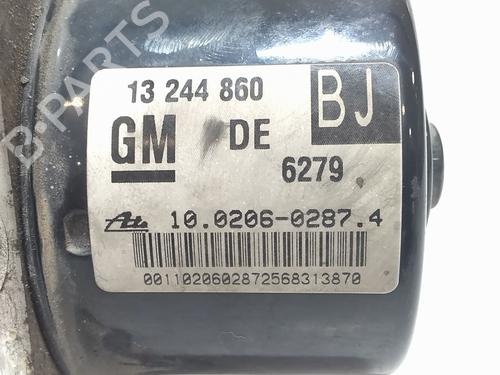 B-PARTS
13 244 860
BJ
GM DE
6279
Ate 10.0206-0287.4
00110206028725683138​70